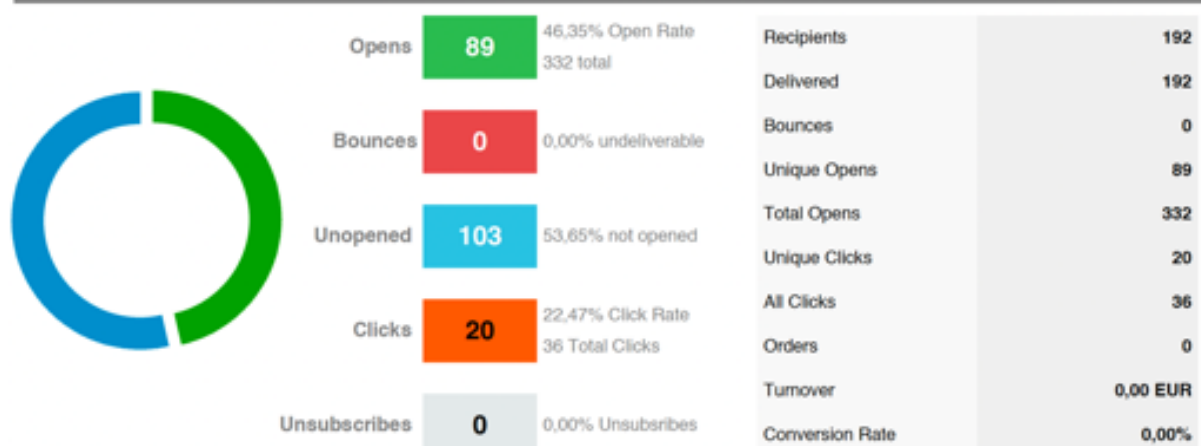 Opens
89
46,35% Open Rate
332 total
Bounces
0
0,00% undeliverable
Unopened
103
53,65% not opened
Clicks
20
22,47% Click Rate
36 Total Clicks
Unsubscribes
0
0,00% Unsubsribes
Recipients 192
Delivered 192
Bounces 0
Unique Opens 89
Total Opens 332
Unique Clicks 20
All Clicks 36
Orders 0
Turnover 0,00 EUR
Conversion Rate 0,00%